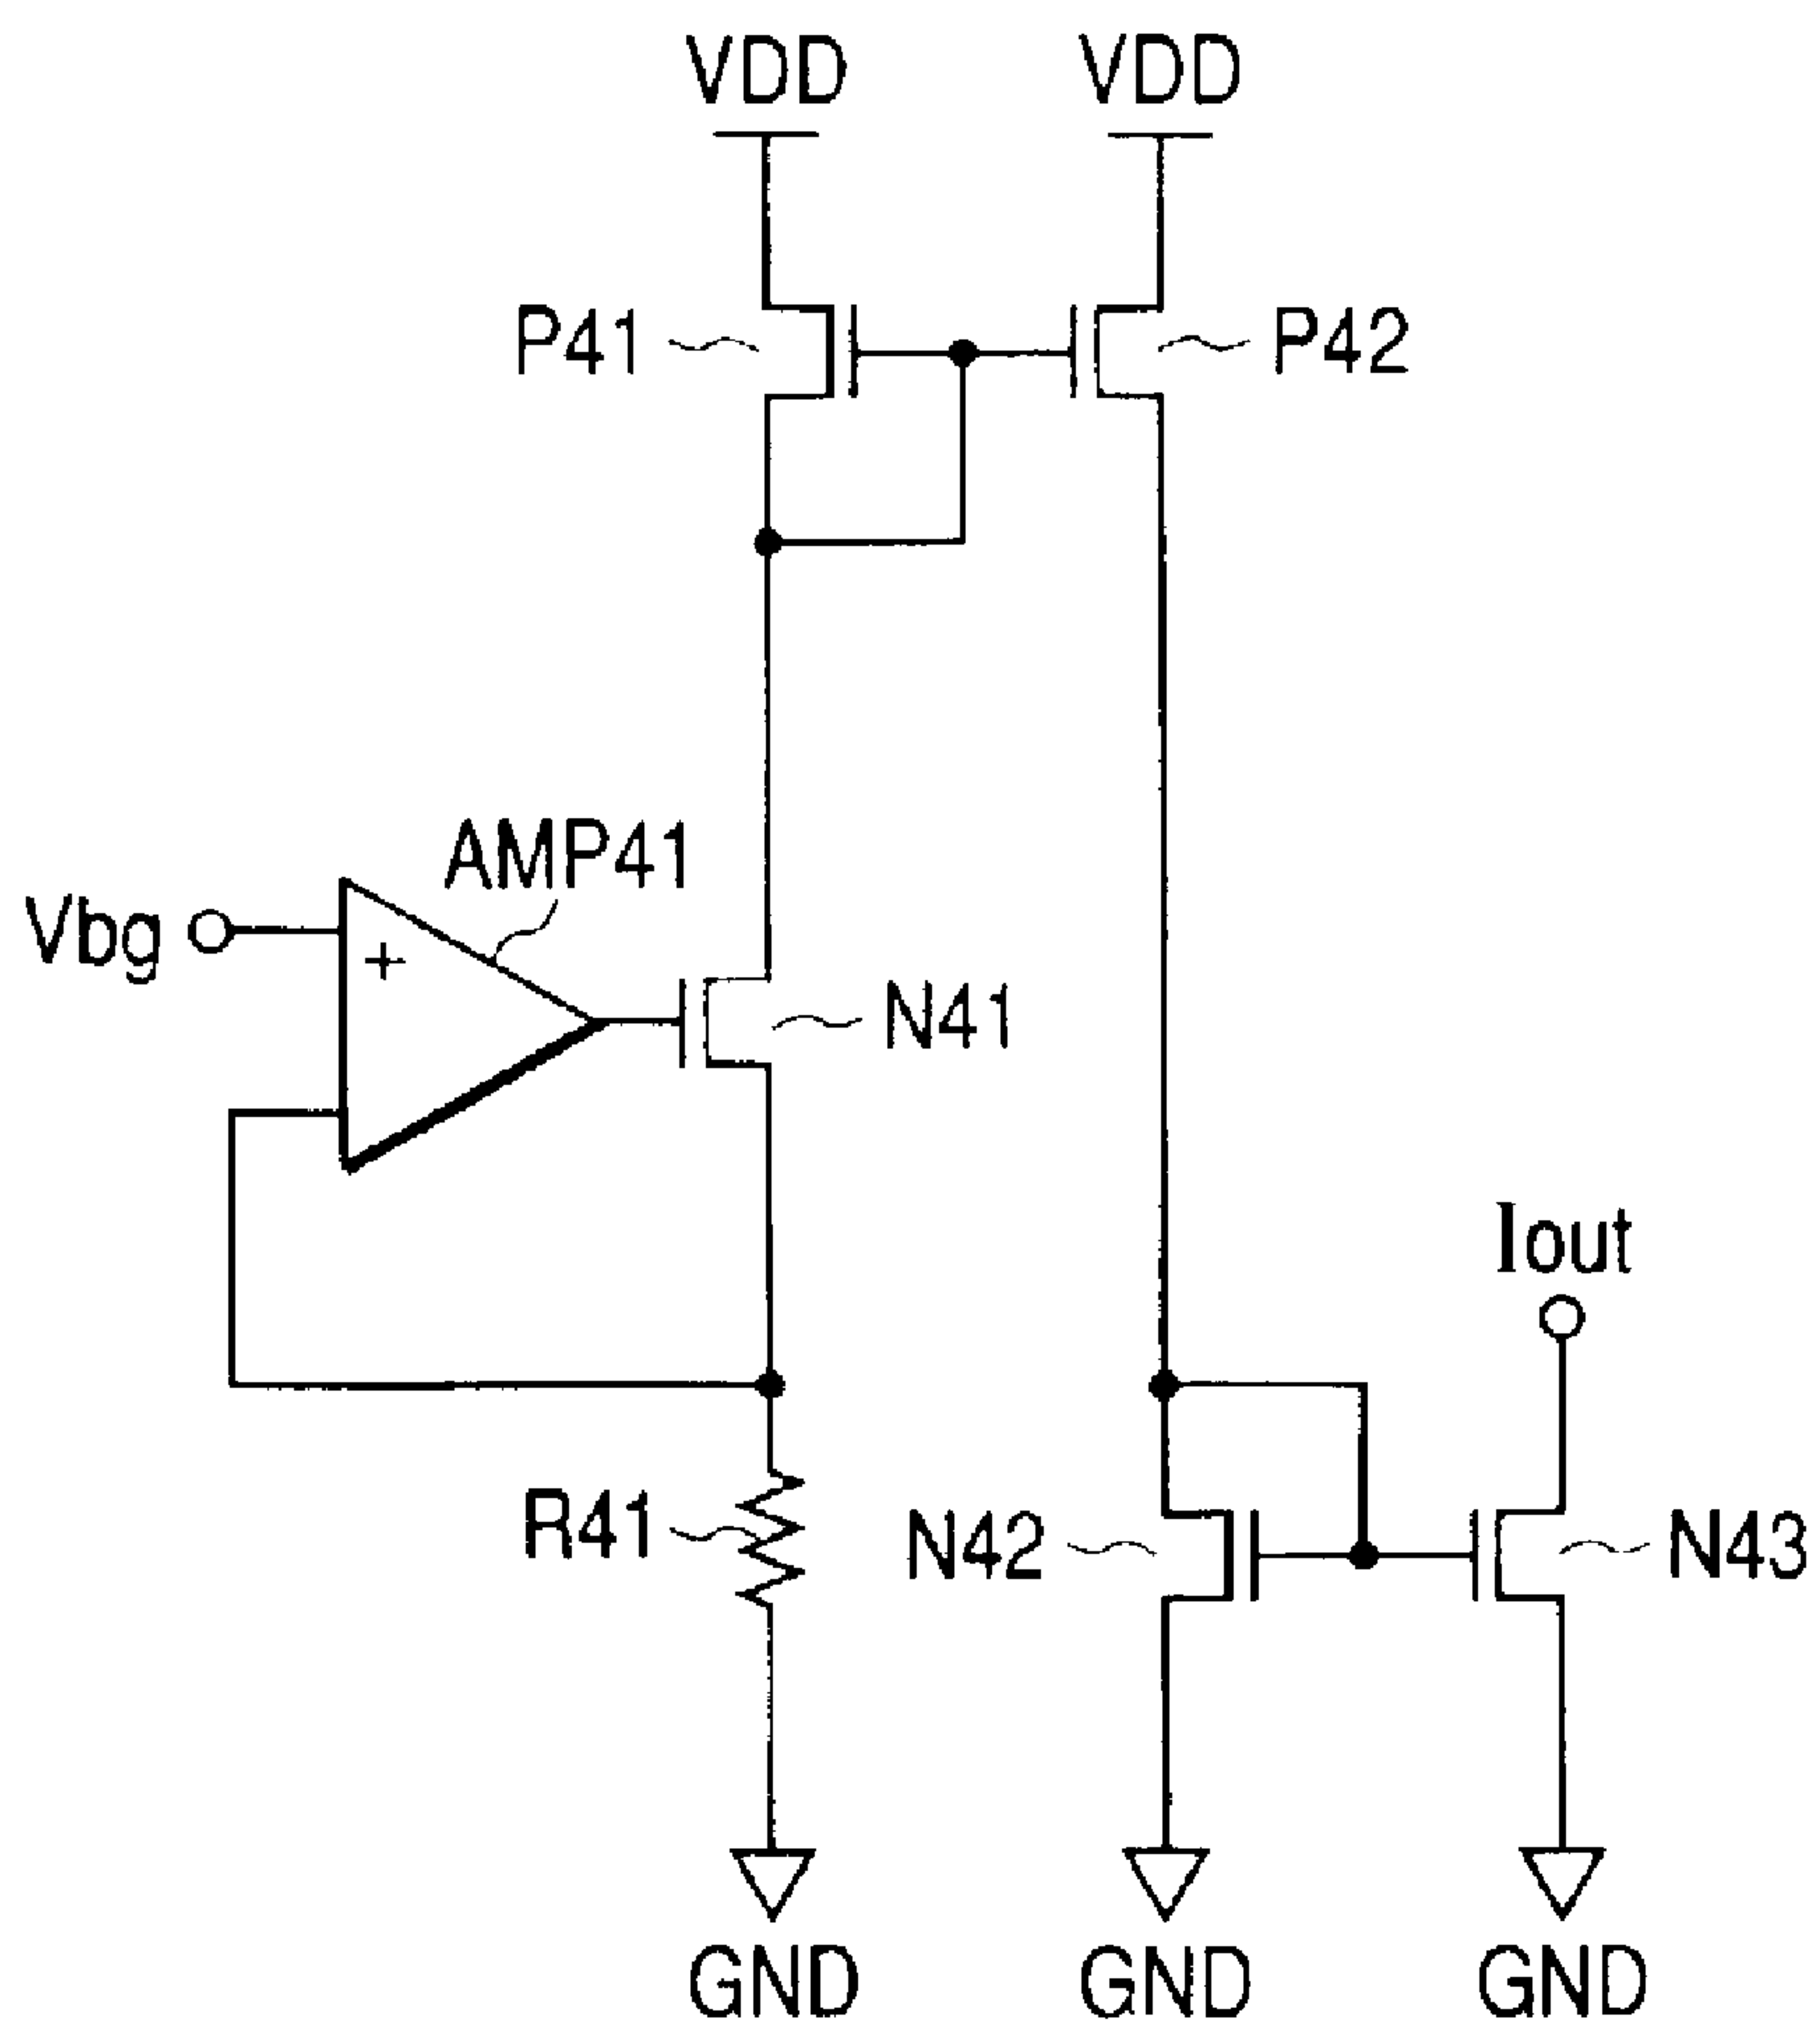 VDD VDD
P41 P42
AMP41
Vbg
+
N41
Iout
R41 N42 N43
GND GND GND